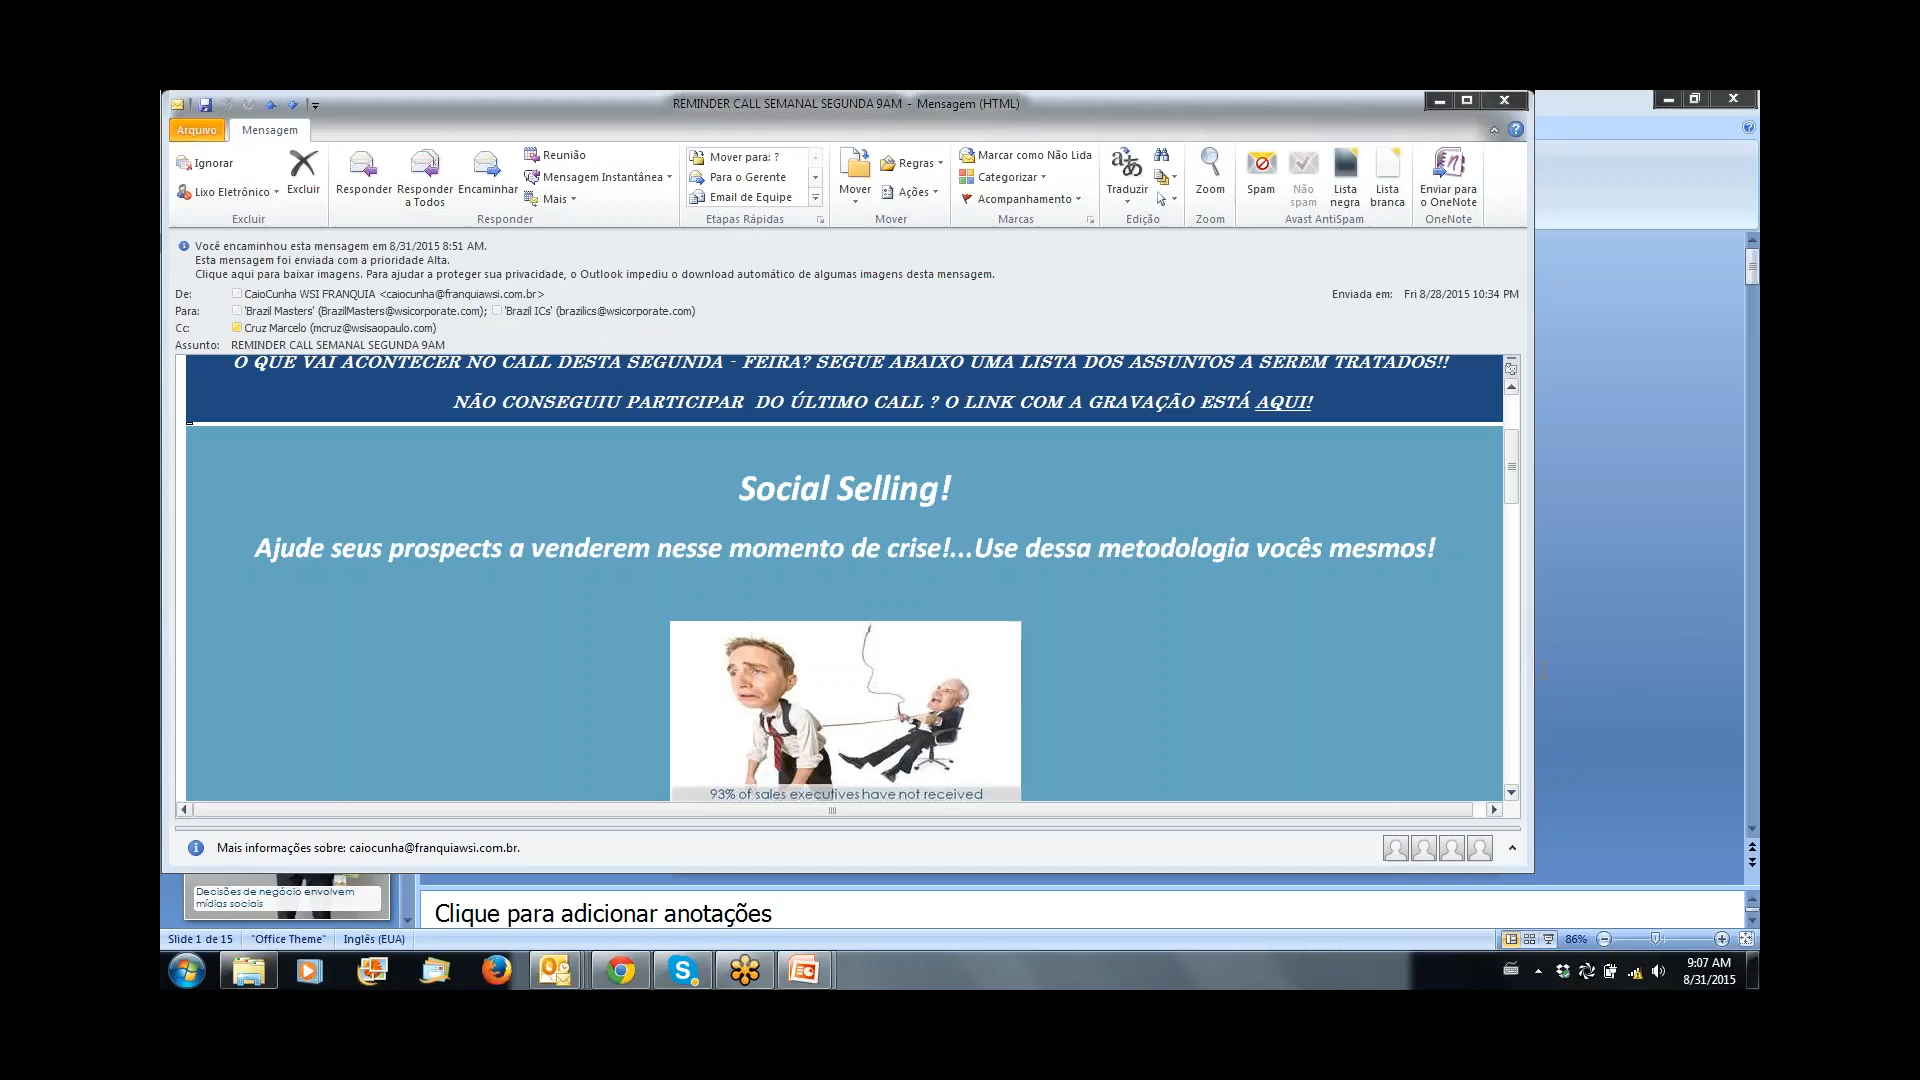 REMINDER CALL SEMANAL SEGUNDA 9AM - Mensagem (HTML)
Arquivo Mensagem
Ignorar
Lixo Eletrônico
Excluir
Excluir
Responder
Responder a Todos
Encaminhar
Reunião
Mensagem Instantânea
Mais
Responder
Mover para: ?
Para o Gerente
Email de Equipe
Etapas Rápidas
Mover
Regras
Ações
Mover
Marcar como Não Lida
Categorizar
Acompanhamento
Marcas
Traduzir
Edição
Zoom
Zoom
Spam
Não spam
Lista negra
Lista branca
Avast AntiSpam
Enviar para o OneNote
OneNote
Você encaminhou esta mensagem em 8/31/2015 8:51 AM.
Esta mensagem foi enviada com a prioridade Alta.
Clique aqui para baixar imagens. Para ajudar a proteger sua privacidade, o Outlook impediu o download automático de algumas imagens desta mensagem.
De: CaioCunha WSI FRANQUIA <caiocunha@franquiawsi.com.br> Enviada em: Fri 8/28/2015 10:34 PM
Para: 'Brazil Masters' (BrazilMasters@wsicorporate.com); 'Brazil ICs' (brazilics@wsicorporate.com)
Cc: Cruz Marcelo (mcruz@wsisaopaulo.com)
Assunto: REMINDER CALL SEMANAL SEGUNDA 9AM
O QUE VAI ACONTECER NO CALL DESTA SEGUNDA - FEIRA? SEGUE ABAIXO UMA LISTA DOS ASSUNTOS A SEREM TRATADOS!!
NÃO CONSEGUIU PARTICIPAR DO ÚLTIMO CALL ? O LINK COM A GRAVAÇÃO ESTÁ AQUI!
Social Selling!
Ajude seus prospects a venderem nesse momento de crise!...Use dessa metodologia vocês mesmos!
93% of sales executives have not received
Mais informações sobre: caiocunha@franquiawsi.com.br.
Decisões de negócio envolvem
mídias sociais
Clique para adicionar anotações
Slide 1 de 15 "Office Theme" Inglês (EUA) 86%
9:07 AM
8/31/2015